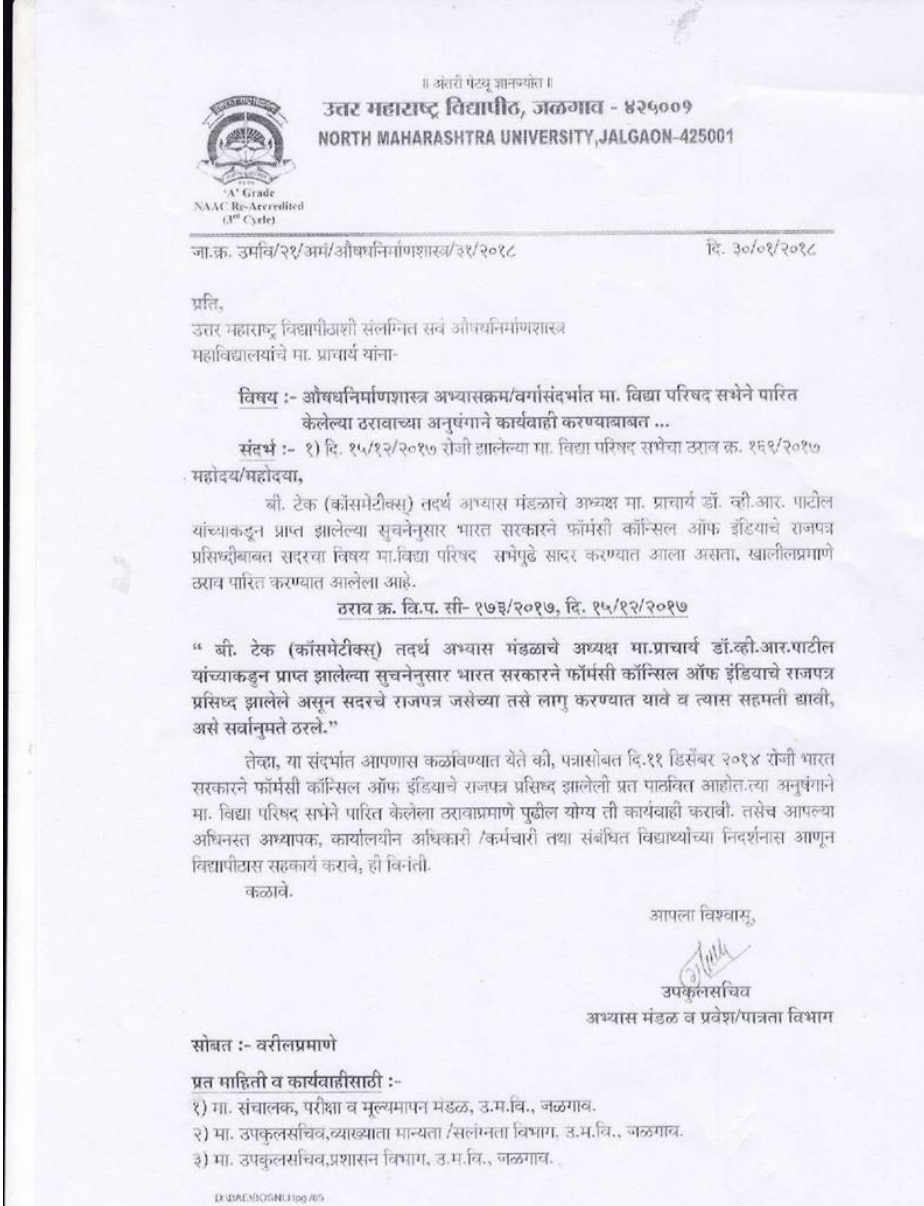 ॥ अंतरी पेटवू ज्ञानज्योत ॥
उत्तर महाराष्ट्र विद्यापीठ, जळगाव - ४२५००१
NORTH MAHARASHTRA UNIVERSITY,JALGAON-425001
'A' Grade
NAAC Re-Accredited
(3rd Cycle)
जा.क्र. उमवि/२१/अमं/औषधनिर्माणशास्त्र/३१/२०१८ दि. ३०/०१/२०१८
प्रति,
उत्तर महाराष्ट्र विद्यापीठाशी संलग्नित सर्व औषधनिर्माणशास्त्र
महाविद्यालयांचे मा. प्राचार्य यांना-
विषय :- औषधनिर्माणशास्त्र अभ्यासक्रम/वर्गासंदर्भात मा. विद्या परिषद सभेने पारित
केलेल्या ठरावाच्या अनुषंगाने कार्यवाही करण्याबाबत ...
संदर्भ :- १) दि. १५/१२/२०१७ रोजी झालेल्या मा. विद्या परिषद सभेचा ठराव क्र. १६१/२०१७
महोदय/महोदया,
बी. टेक (कॉसमेटीक्स्) तदर्थ अभ्यास मंडळाचे अध्यक्ष मा. प्राचार्य डॉ. व्ही.आर. पाटील
यांच्याकडून प्राप्त झालेल्या सुचनेनुसार भारत सरकारने फॉर्मसी कॉन्सिल ऑफ इंडियाचे राजपत्र
प्रसिध्दीबाबत सदरचा विषय मा.विद्या परिषद सभेपुढे सादर करण्यात आला असता, खालीलप्रमाणे
ठराव पारित करण्यात आलेला आहे.
ठराव क्र. वि.प. सी- १७३/२०१७, दि. १५/१२/२०१७
“ बी. टेक (कॉसमेटीक्स्) तदर्थ अभ्यास मंडळाचे अध्यक्ष मा.प्राचार्य डॉ.व्ही.आर.पाटील
यांच्याकडुन प्राप्त झालेल्या सुचनेनुसार भारत सरकारने फॉर्मसी कॉन्सिल ऑफ इंडियाचे राजपत्र
प्रसिध्द झालेले असून सदरचे राजपत्र जसेच्या तसे लागु करण्यात यावे व त्यास सहमती द्यावी,
असे सर्वानुमते ठरले.”
तेव्हा, या संदर्भात आपणास कळविण्यात येते की, पत्रासोबत दि.११ डिसेंबर २०१४ रोजी भारत
सरकारने फॉर्मसी कॉन्सिल ऑफ इंडियाचे राजपत्र प्रसिध्द झालेली प्रत पाठवित आहोत.त्या अनुषंगाने
मा. विद्या परिषद सभेने पारित केलेला ठरावाप्रमाणे पुढील योग्य ती कार्यवाही करावी. तसेच आपल्या
अधिनस्त अध्यापक, कार्यालयीन अधिकारी /कर्मचारी तथा संबंधित विद्यार्थ्यांच्या निदर्शनास आणून
विद्यापीठास सहकार्य करावे, ही विनंती.
कळावे.
आपला विश्वासू,
उपकुलसचिव
अभ्यास मंडळ व प्रवेश/पात्रता विभाग
सोबत :- वरीलप्रमाणे
प्रत माहिती व कार्यवाहीसाठी :-
१) मा. संचालक, परीक्षा व मूल्यमापन मंडळ, उ.म.वि., जळगाव.
२) मा. उपकुलसचिव,व्याख्याता मान्यता /सलंग्नता विभाग, उ.म.वि., जळगाव.
३) मा. उपकुलसचिव,प्रशासन विभाग, उ.म.वि., जळगाव.